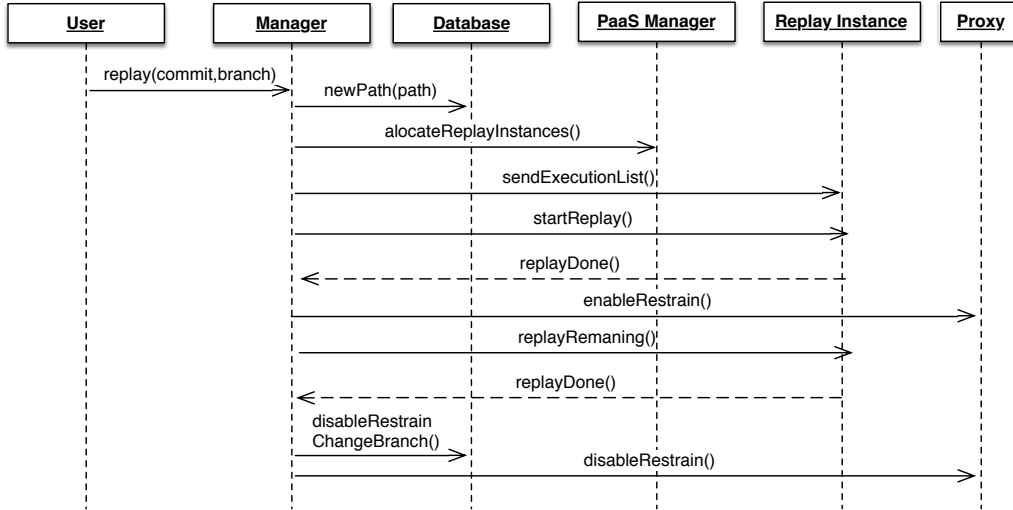 User
Manager
Database
PaaS Manager
Replay Instance
Proxy
replay(commit,branch)
newPath(path)
alocateReplayInstances()
sendExecutionList()
startReplay()
replayDone()
enableRestrain()
replayRemaning()
replayDone()
disableRestrain
ChangeBranch()
disableRestrain()